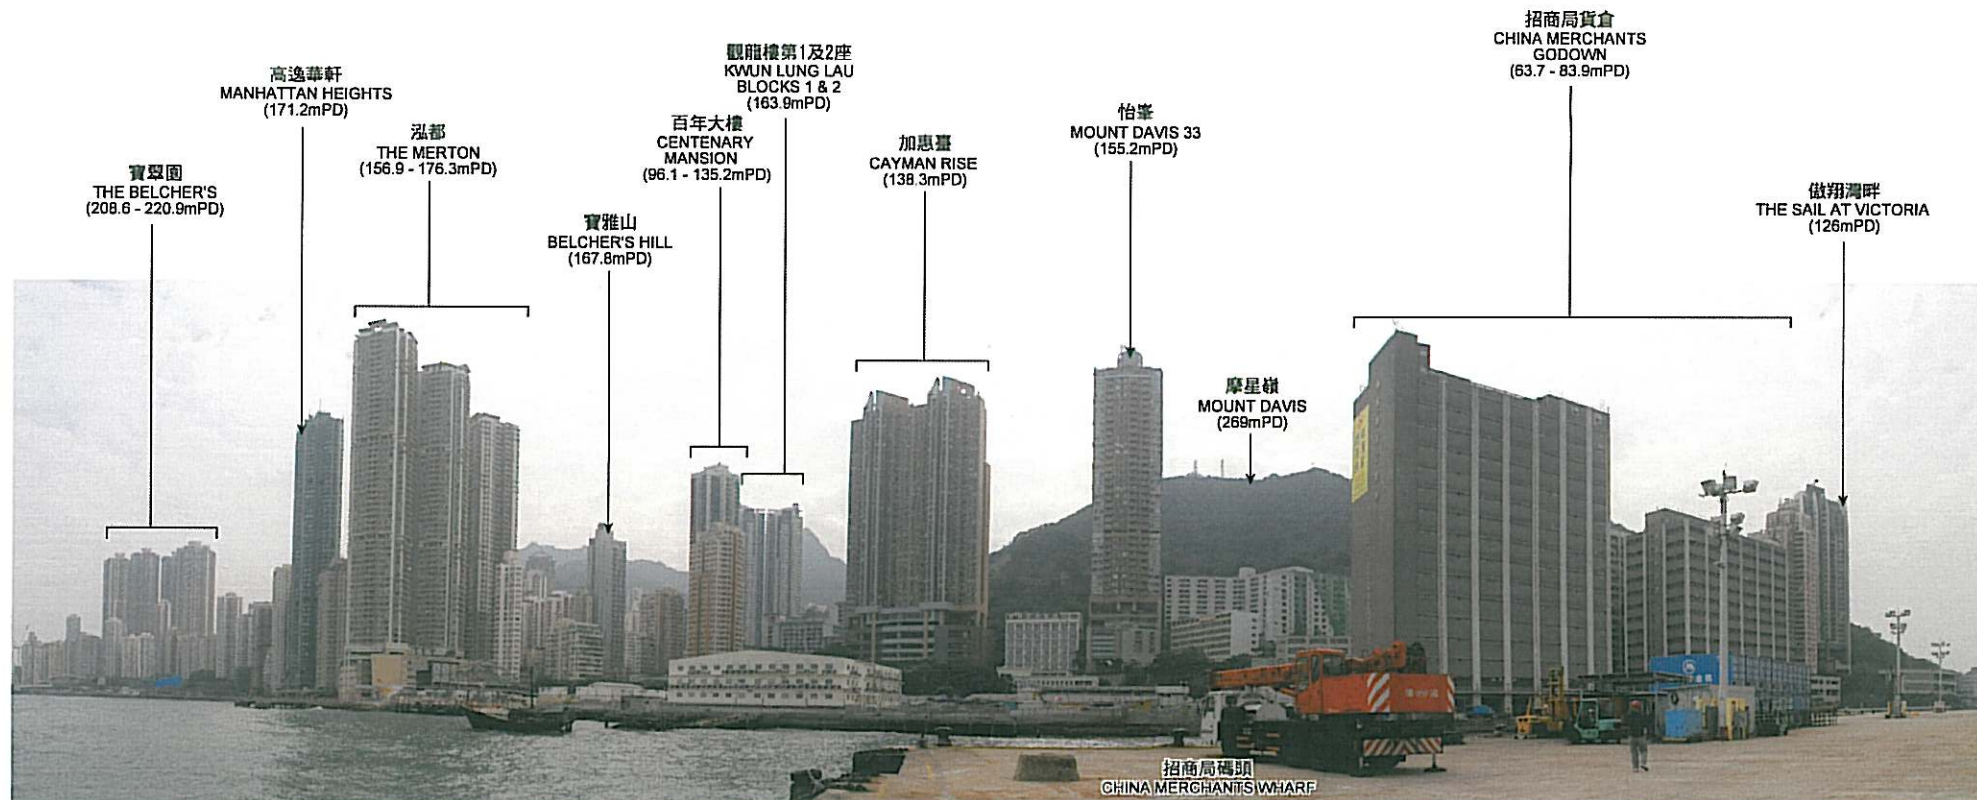 寶翠園
THE BELCHER'S
(208.6 - 220.9mPD)
高逸華軒
MANHATTAN HEIGHTS
(171.2mPD)
泓都
THE MERTON
(156.9 - 176.3mPD)
寶雅山
BELCHER'S HILL
(167.8mPD)
百年大樓
CENTENARY
MANSION
(96.1 - 135.2mPD)
觀龍樓第1及2座
KWUN LUNG LAU
BLOCKS 1 & 2
(163.9mPD)
加惠臺
CAYMAN RISE
(138.3mPD)
怡峯
MOUNT DAVIS 33
(155.2mPD)
摩星嶺
MOUNT DAVIS
(269mPD)
招商局貨倉
CHINA MERCHANTS
GODOWN
(63.7 - 83.9mPD)
傲翔灣畔
THE SAIL AT VICTORIA
(126mPD)
招商局碼頭
CHINA MERCHANTS WHARF